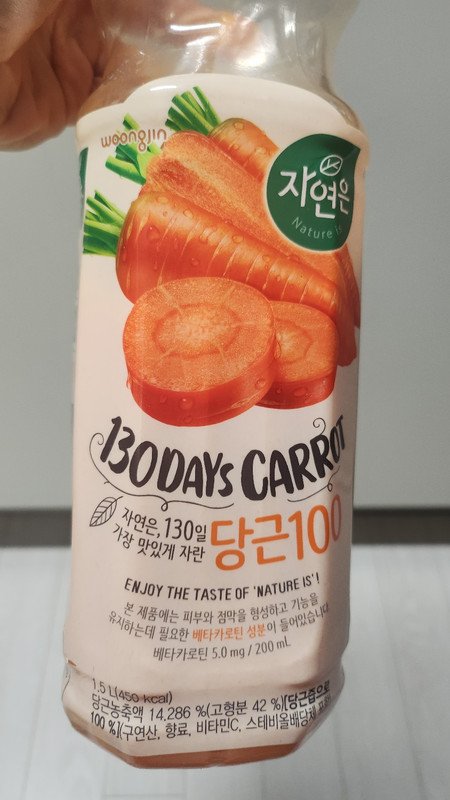 woongjin
자연은
Nature is
130DAYS CARROT
자연은, 130일
가장 맛있게 자란
당근100
ENJOY THE TASTE OF 'NATURE IS'!
본 제품에는 피부와 점막을 형성하고 기능을
유지하는데 필요한 베타카로틴 성분이 들어있습니다.
베타카로틴 5.0 mg / 200 mL
1.5 L(450 kcal)
당근농축액 14.286 %(고형분 42 %)[당근즙으로
100 %](구연산, 향료, 비타민C, 스테비올배당체